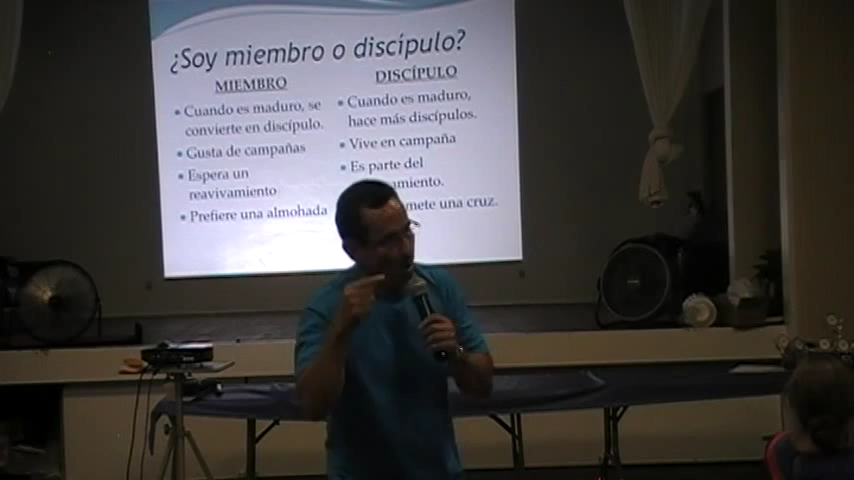 ¿Soy miembro o discípulo?
MIEMBRO
• Cuando es maduro, se
convierte en discípulo.
• Gusta de campañas
• Espera un
reavivamiento
• Prefiere una almohada
DISCÍPULO
• Cuando es maduro,
hace más discípulos.
• Vive en campaña
• Es parte del
una cruz.